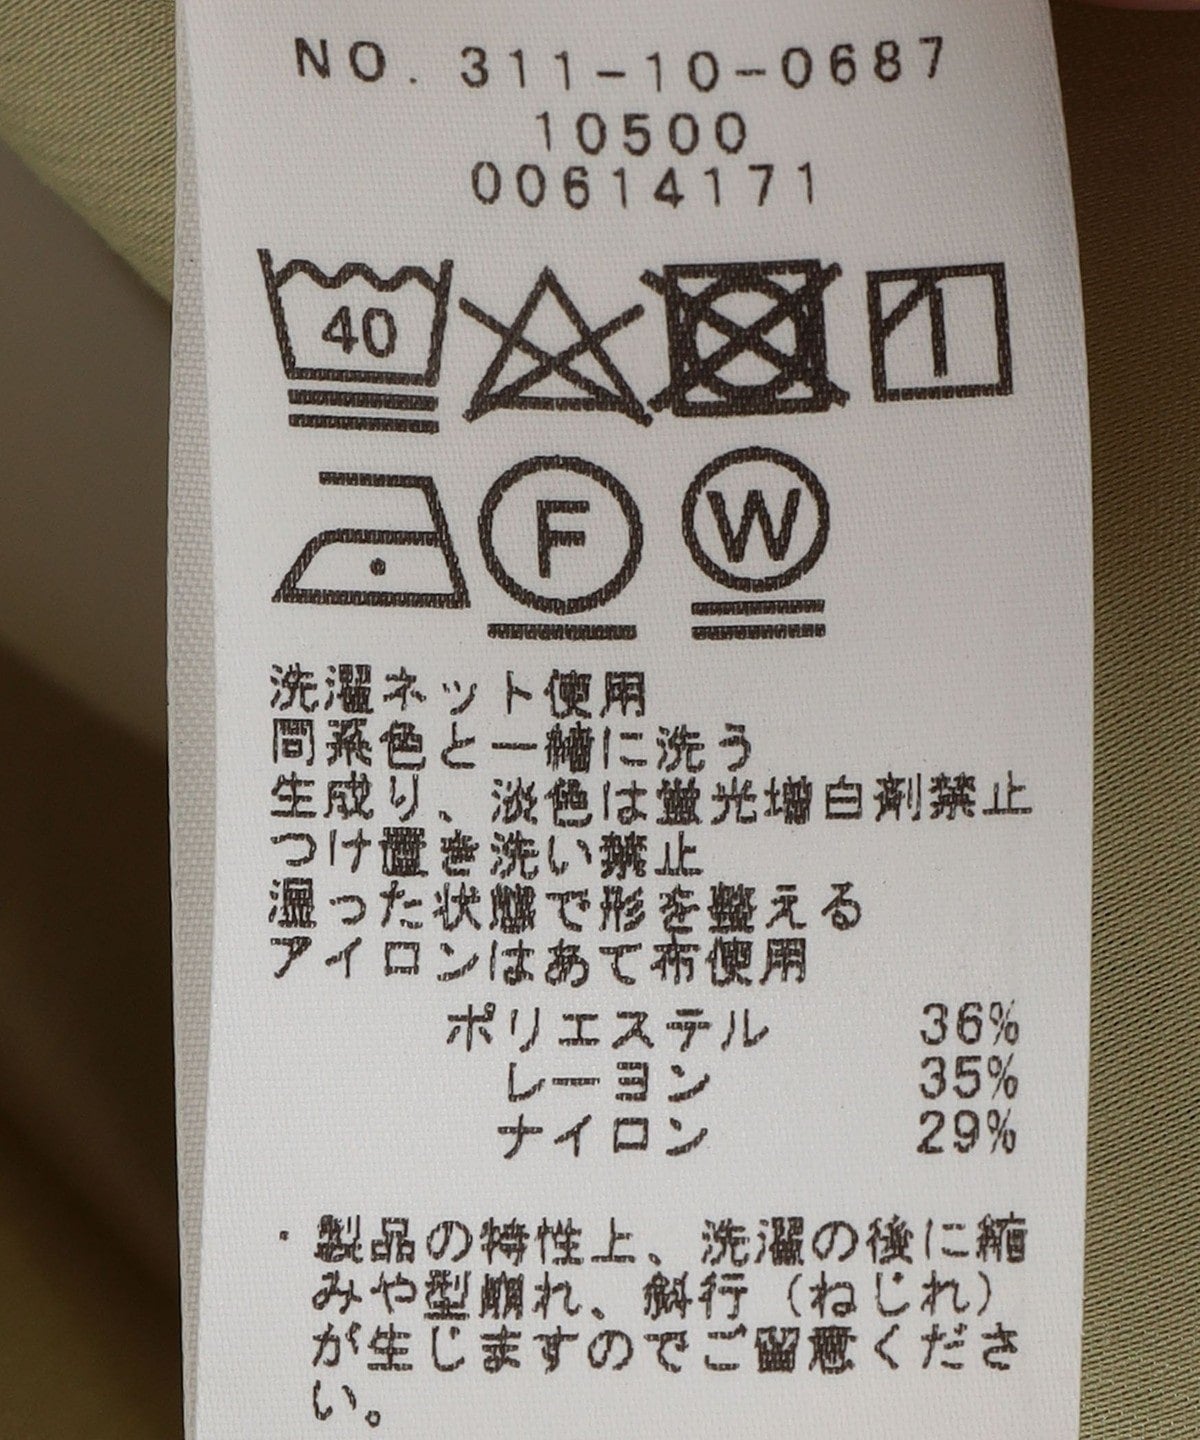 NO. 311-10-0687
10500
00614171
40
F
W
洗濯ネット使用
同系色と一緒に洗う
生成り、淡色は蛍光増白剤禁止
つけ置き洗い禁止
濡った状態で形を整える
アイロンはあて布使用
ポリエステル 36%
レーヨン 35%
ナイロン 29%
・製品の特性上、洗濯の後に縮
みや型崩れ、斜行(ねじれ)
が生じますのでご留意くださ
い。